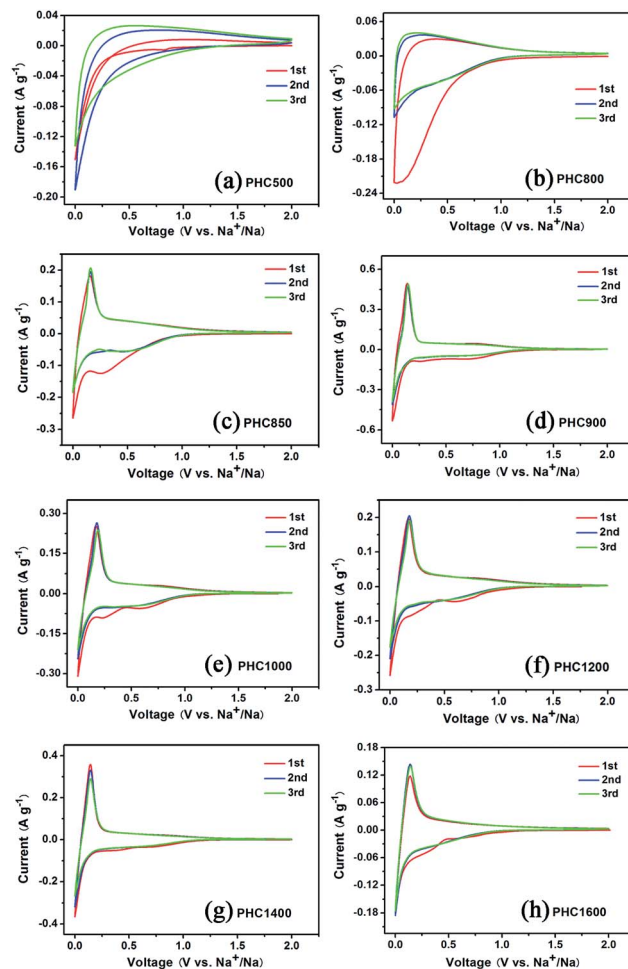 0.00
-0.04
-0.08
-0.12
-0.16
-0.20
Current (A g-1)
1st
2nd
3rd
(a) PHC500
0.0 0.5 1.0 1.5 2.0
Voltage (V vs. Na+/Na)
0.06
0.00
-0.06
-0.12
-0.18
-0.24
Current (A g-1)
1st
2nd
3rd
(b) PHC800
0.0 0.5 1.0 1.5 2.0
Voltage (V vs. Na+/Na)
0.2
0.1
0.0
-0.1
-0.2
-0.3
Current (A g-1)
1st
2nd
3rd
(c) PHC850
0.0 0.5 1.0 1.5 2.0
Voltage (V vs. Na+/Na)
0.6
0.3
0.0
-0.3
-0.6
Current (A g-1)
1st
2nd
3rd
(d) PHC900
0.0 0.5 1.0 1.5 2.0
Voltage (V vs. Na+/Na)
0.30
0.15
0.00
-0.15
-0.30
Current (A g-1)
1st
2nd
3rd
(e) PHC1000
0.0 0.5 1.0 1.5 2.0
Voltage (V vs. Na+/Na)
0.2
0.1
0.0
-0.1
-0.2
-0.3
Current (A g-1)
1st
2nd
3rd
(f) PHC1200
0.0 0.5 1.0 1.5 2.0
Voltage (V vs. Na+/Na)
0.4
0.2
0.0
-0.2
-0.4
Current (A g-1)
1st
2nd
3rd
(g) PHC1400
0.0 0.5 1.0 1.5 2.0
Voltage (V vs. Na+/Na)
0.18
0.12
0.06
0.00
-0.06
-0.12
-0.18
Current (A g-1)
1st
2nd
3rd
(h) PHC1600
0.0 0.5 1.0 1.5 2.0
Voltage (V vs. Na+/Na)